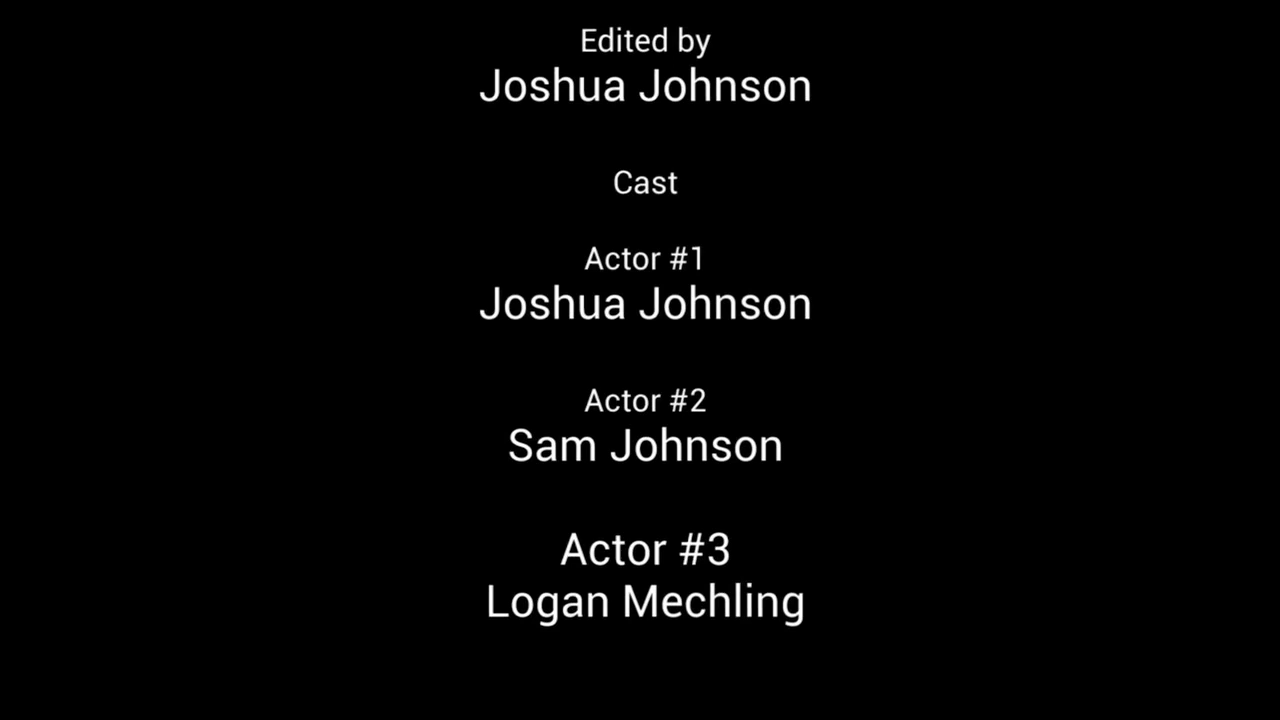 Edited by
Joshua Johnson
Cast
Actor #1
Joshua Johnson
Actor #2
Sam Johnson
Actor #3
Logan Mechling